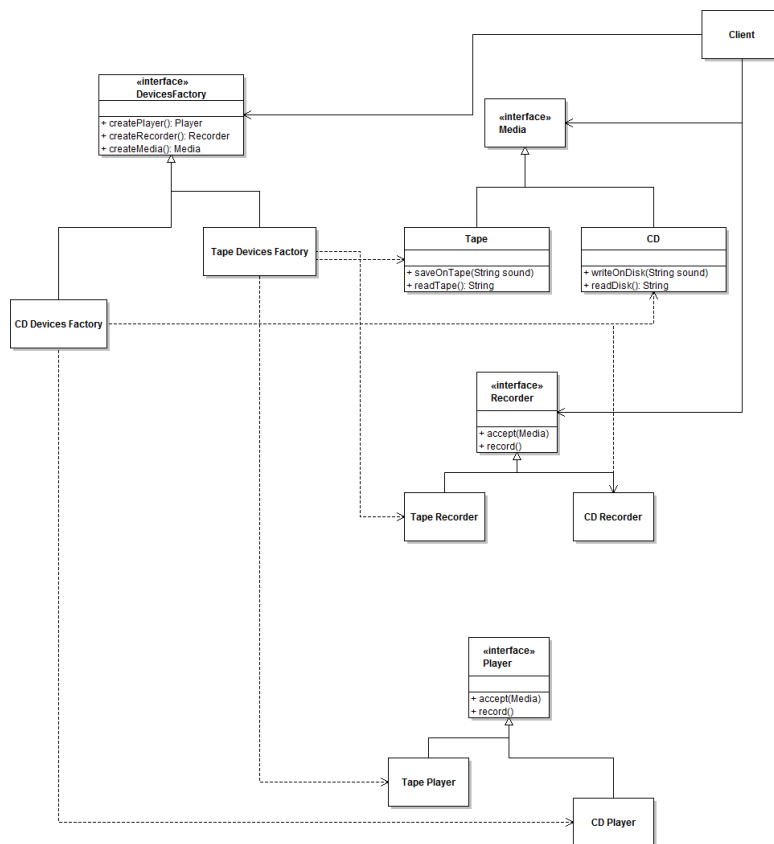 Client
«interface»
DevicesFactory
+ createPlayer(): Player
+ createRecorder(): Recorder
+ createMedia(): Media
«interface»
Media
Tape Devices Factory
Tape
+ saveOnTape(String sound)
+ readTape(): String
CD
+ writeOnDisk(String sound)
+ readDisk(): String
CD Devices Factory
«interface»
Recorder
+ accept(Media)
+ record()
Tape Recorder
CD Recorder
«interface»
Player
+ accept(Media)
+ record()
Tape Player
CD Player